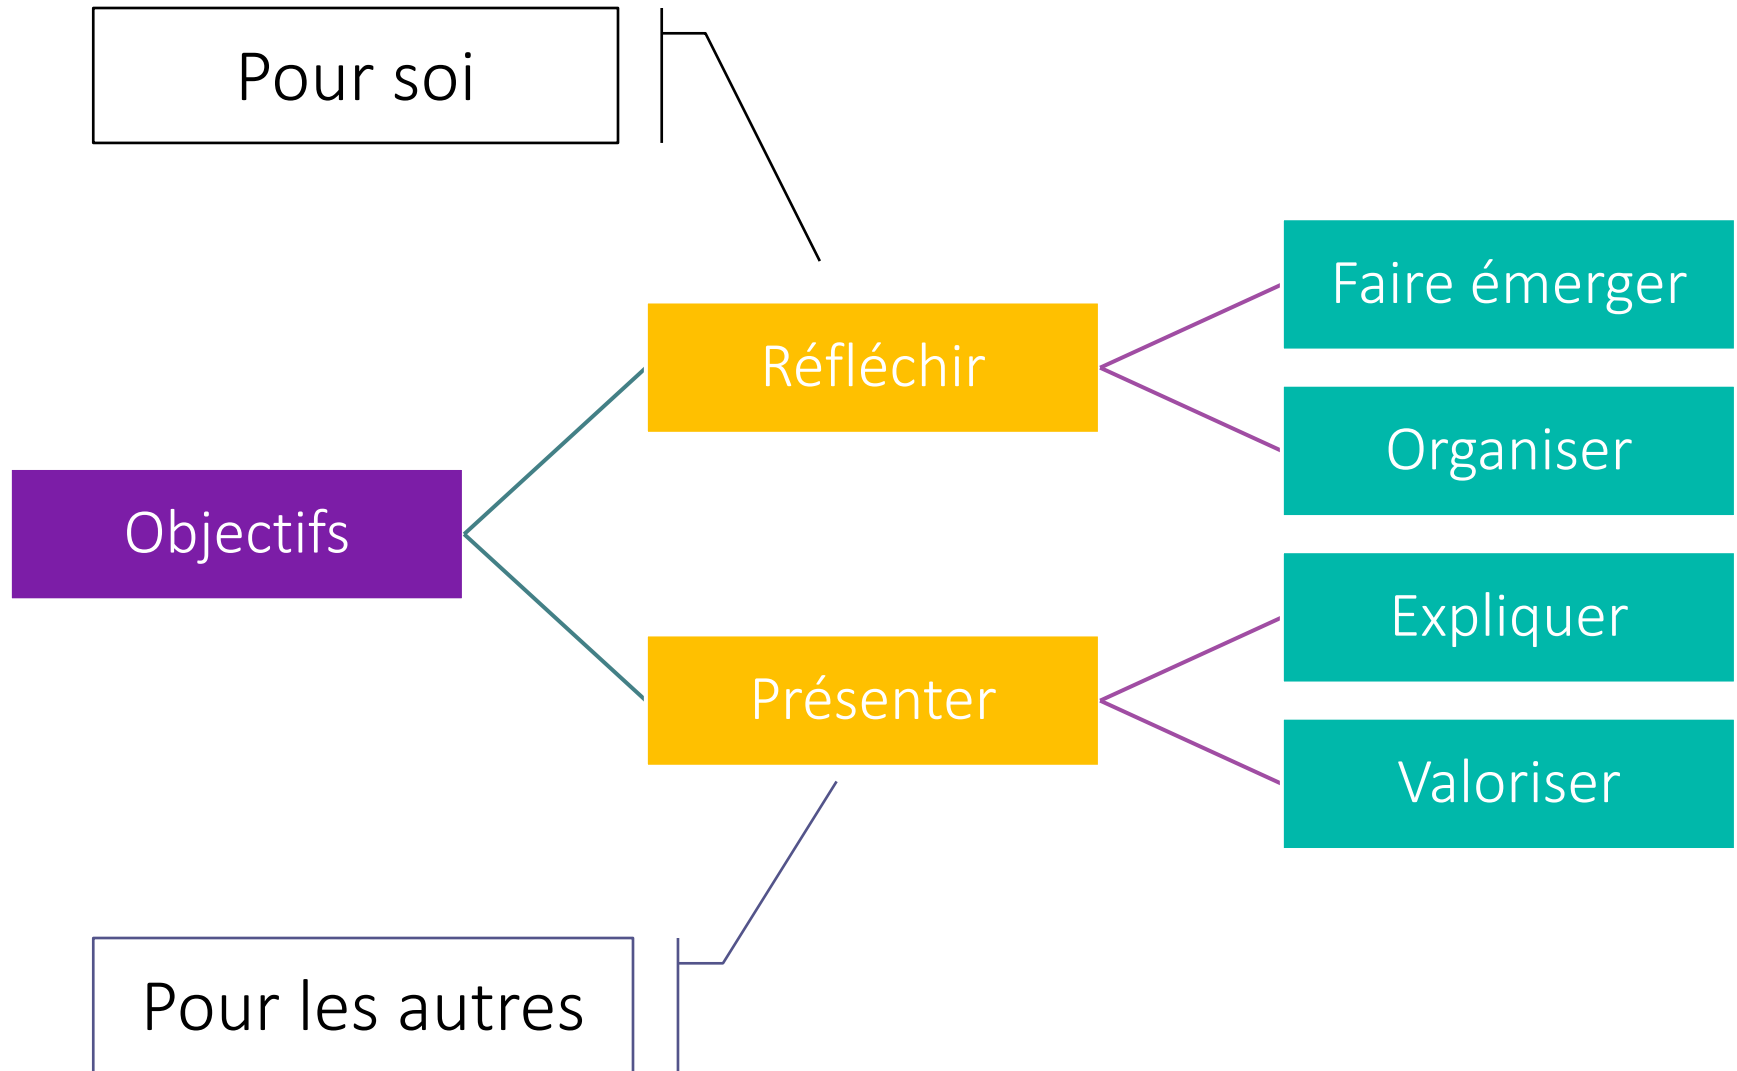 Pour soi
Faire émerger
Réfléchir
Organiser
Objectifs
Expliquer
Présenter
Valoriser
Pour les autres